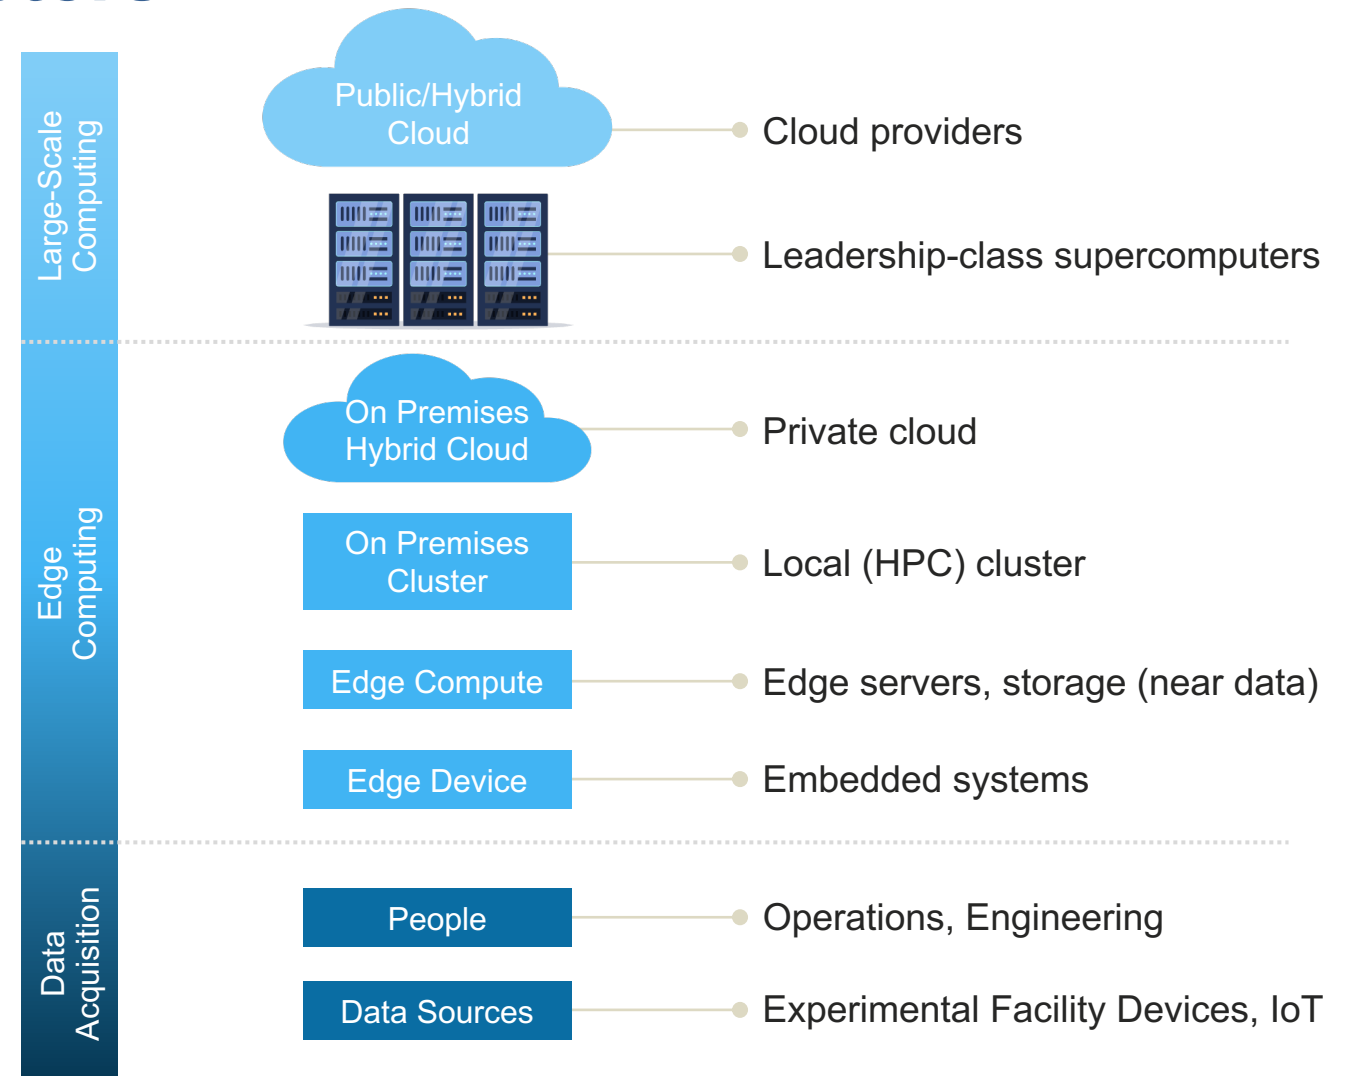 Large-Scale
Computing
Public/Hybrid
Cloud
Cloud providers
Leadership-class supercomputers
Edge
Computing
On Premises
Hybrid Cloud
Private cloud
On Premises
Cluster
Local (HPC) cluster
Edge Compute
Edge servers, storage (near data)
Edge Device
Embedded systems
Data
Acquisition
People
Operations, Engineering
Data Sources
Experimental Facility Devices, IoT